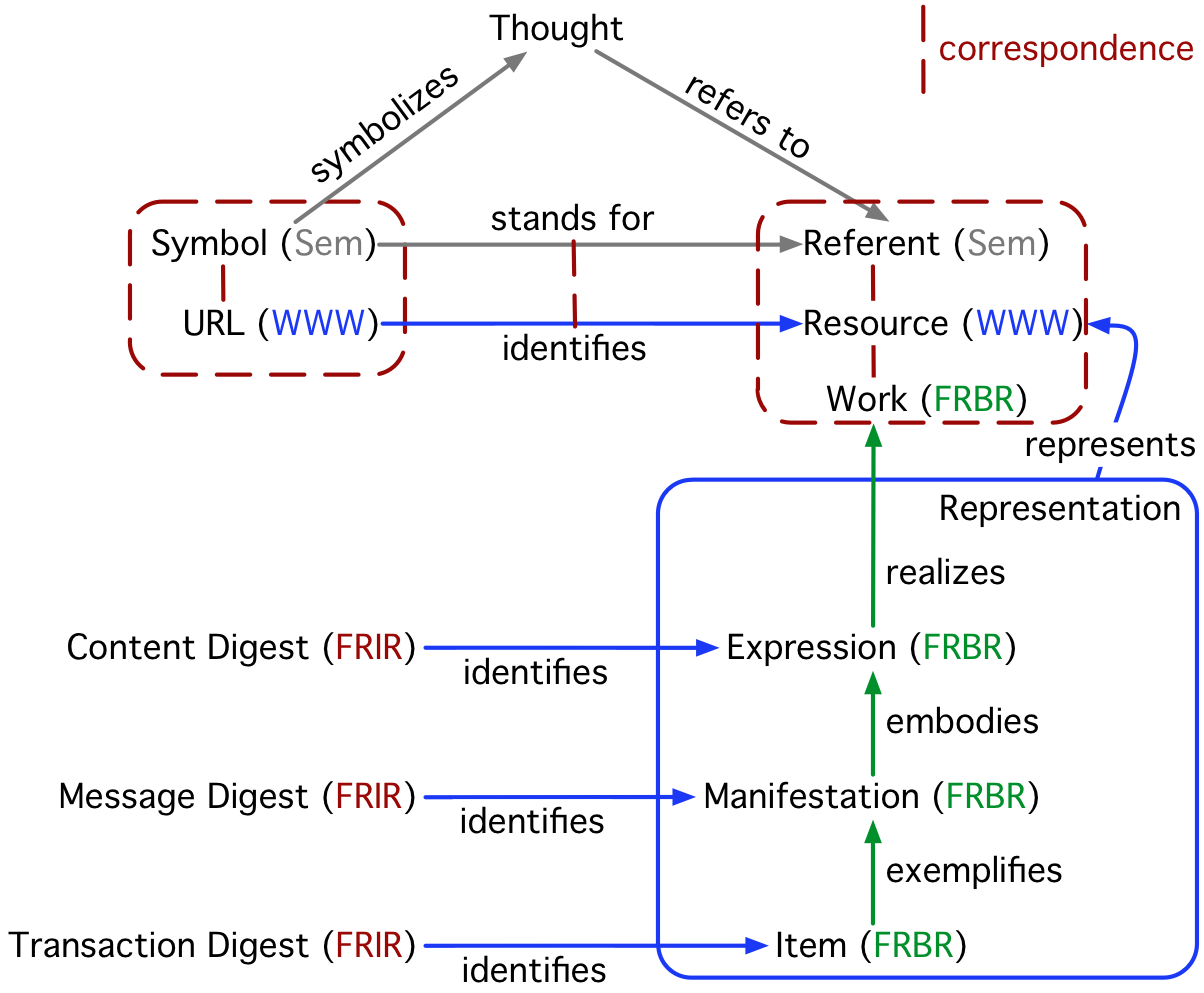 Thought
correspondence
symbolizes
refers to
stands for
Symbol (Sem)
Referent (Sem)
URL (WWW)
Resource (WWW)
identifies
Work (FRBR)
represents
Representation
realizes
Content Digest (FRIR)
Expression (FRBR)
identifies
embodies
Message Digest (FRIR)
Manifestation (FRBR)
identifies
exemplifies
Transaction Digest (FRIR)
Item (FRBR)
identifies